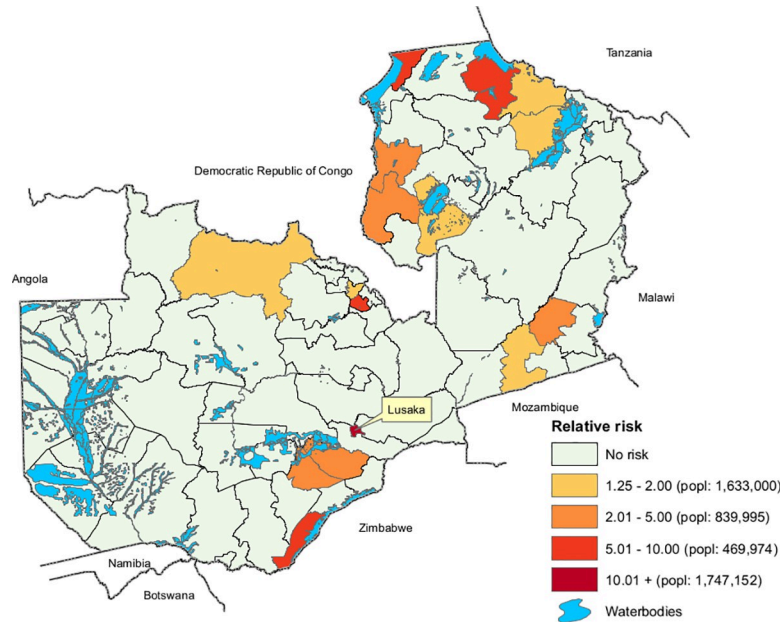 Tanzania
Democratic Republic of Congo
Angola
Malawi
Lusaka
Mozambique
Zimbabwe
Namibia
Botswana
Relative risk
No risk
1.25 - 2.00 (popl: 1,633,000)
2.01 - 5.00 (popl: 839,995)
5.01 - 10.00 (popl: 469,974)
10.01 + (popl: 1,747,152)
Waterbodies